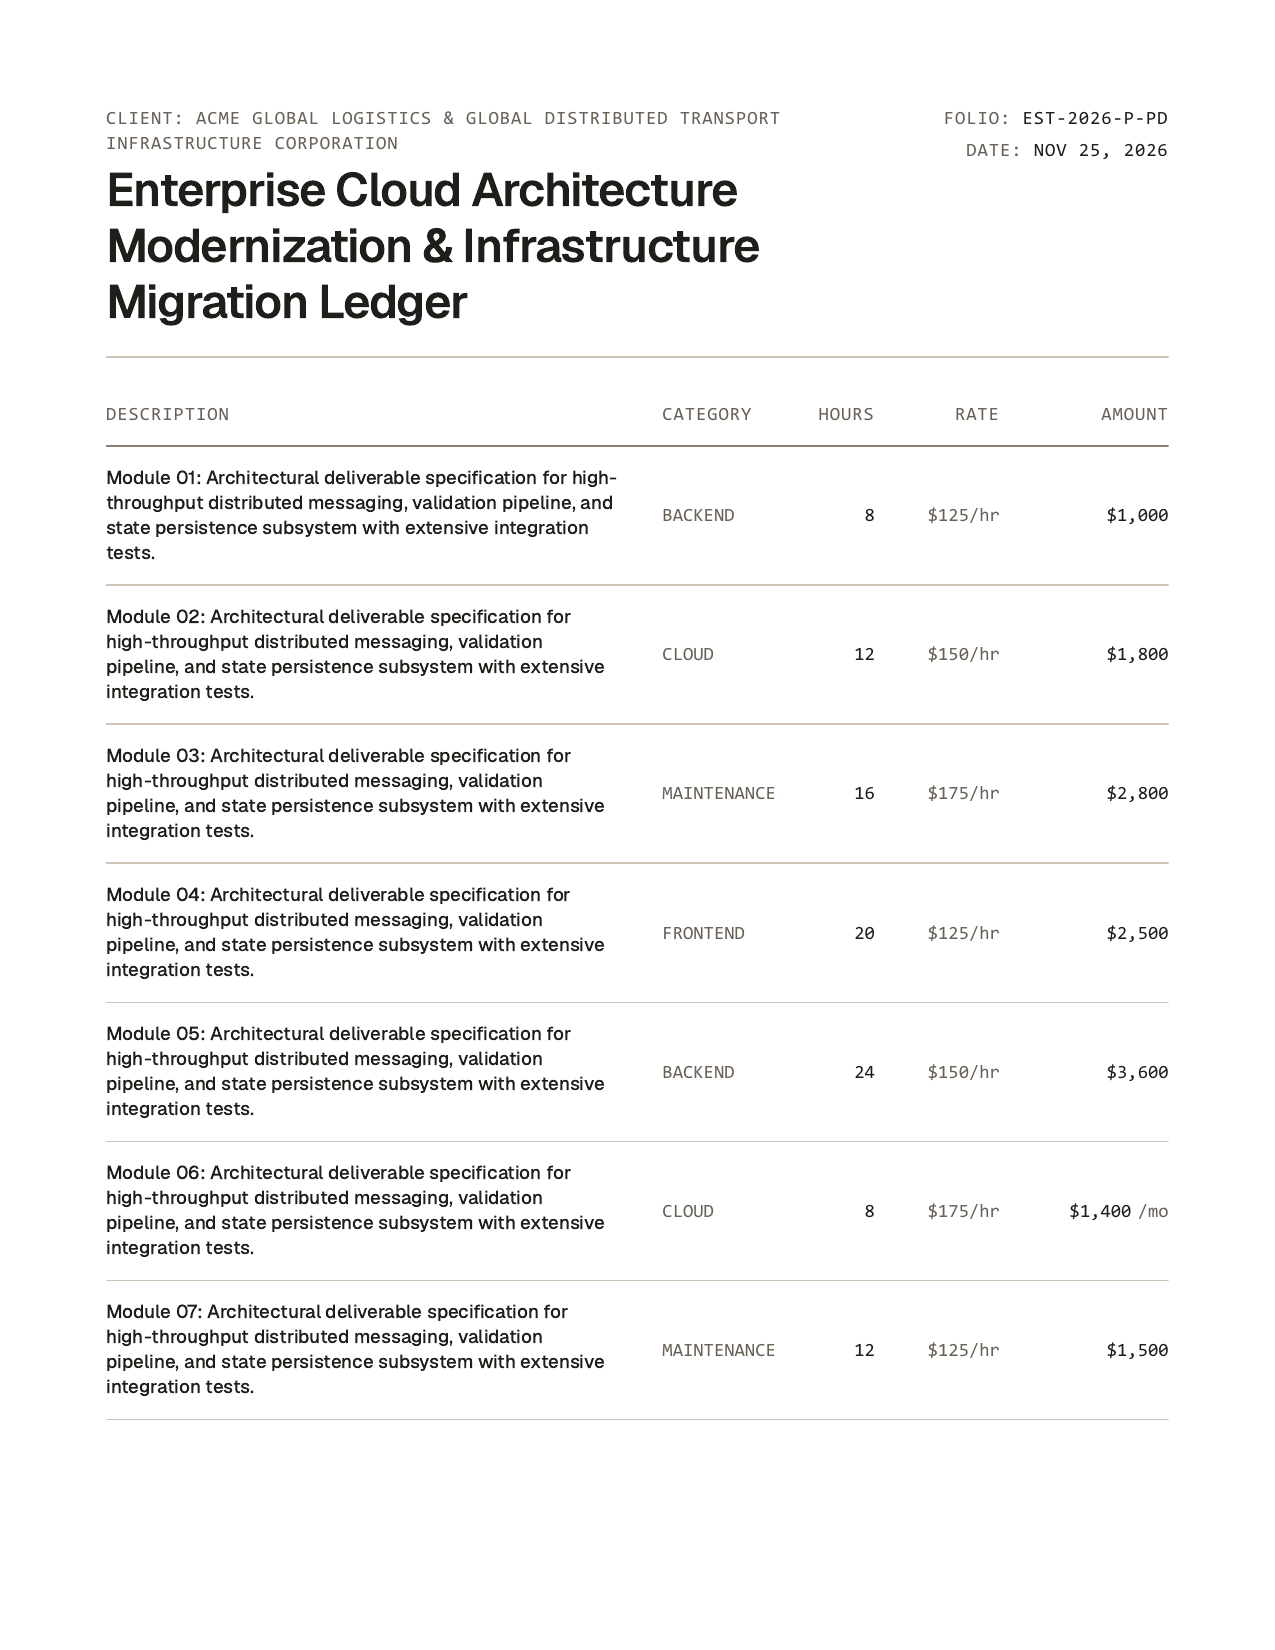 CLIENT: ACME GLOBAL LOGISTICS & GLOBAL DISTRIBUTED TRANSPORT
INFRASTRUCTURE CORPORATION
FOLIO: EST-2026-P-PD
DATE: NOV 25, 2026
Enterprise Cloud Architecture
Modernization & Infrastructure
Migration Ledger
DESCRIPTION CATEGORY HOURS RATE AMOUNT
Module 01: Architectural deliverable specification for high-
throughput distributed messaging, validation pipeline, and
state persistence subsystem with extensive integration
tests.
BACKEND 8 $125/hr $1,000
Module 02: Architectural deliverable specification for
high-throughput distributed messaging, validation
pipeline, and state persistence subsystem with extensive
integration tests.
CLOUD 12 $150/hr $1,800
Module 03: Architectural deliverable specification for
high-throughput distributed messaging, validation
pipeline, and state persistence subsystem with extensive
integration tests.
MAINTENANCE 16 $175/hr $2,800
Module 04: Architectural deliverable specification for
high-throughput distributed messaging, validation
pipeline, and state persistence subsystem with extensive
integration tests.
FRONTEND 20 $125/hr $2,500
Module 05: Architectural deliverable specification for
high-throughput distributed messaging, validation
pipeline, and state persistence subsystem with extensive
integration tests.
BACKEND 24 $150/hr $3,600
Module 06: Architectural deliverable specification for
high-throughput distributed messaging, validation
pipeline, and state persistence subsystem with extensive
integration tests.
CLOUD 8 $175/hr $1,400 /mo
Module 07: Architectural deliverable specification for
high-throughput distributed messaging, validation
pipeline, and state persistence subsystem with extensive
integration tests.
MAINTENANCE 12 $125/hr $1,500